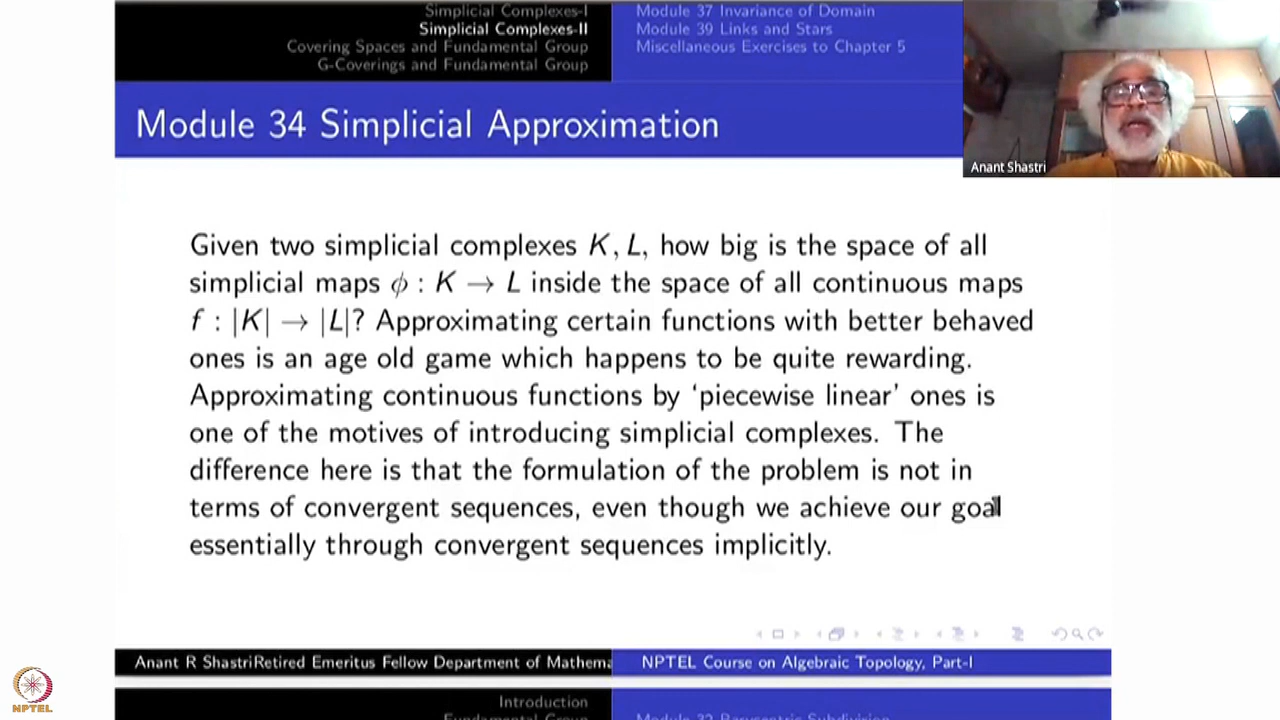 Simplicial Complexes-I
Simplicial Complexes-II
Covering Spaces and Fundamental Group
G-Coverings and Fundamental Group
Module 37 Invariance of Domain
Module 39 Links and Stars
Miscellaneous Exercises to Chapter 5
Module 34 Simplicial Approximation
Anant Shastri
Given two simplicial complexes K, L, how big is the space of all
simplicial maps ϕ : K → L inside the space of all continuous maps
f : |K| → |L|? Approximating certain functions with better behaved
ones is an age old game which happens to be quite rewarding.
Approximating continuous functions by ‘piecewise linear’ ones is
one of the motives of introducing simplicial complexes. The
difference here is that the formulation of the problem is not in
terms of convergent sequences, even though we achieve our goal
essentially through convergent sequences implicitly.
Anant R ShastriRetired Emeritus Fellow Department of Mathema
NPTEL Course on Algebraic Topology, Part-I
NPTEL
Introduction
Fundamental Group
Module 32 Barycentric Subdivision